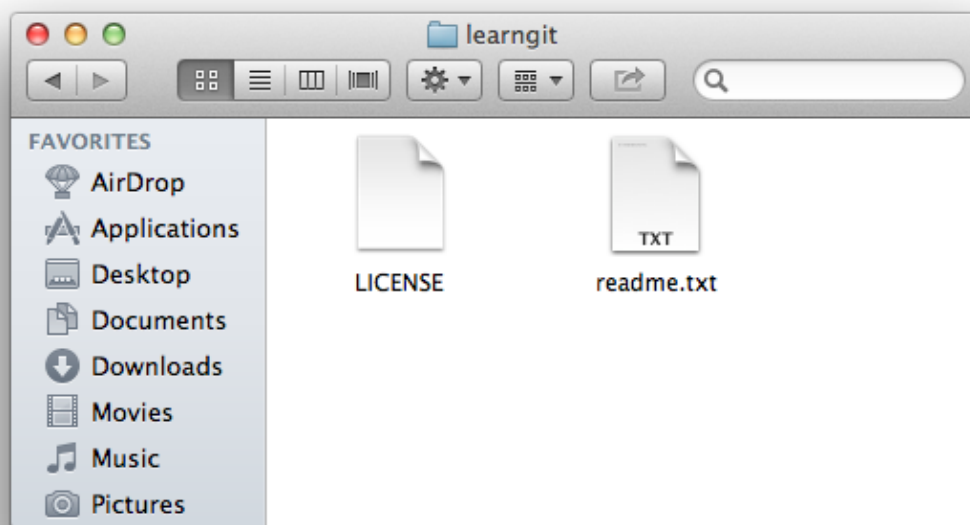 learngit
FAVORITES
AirDrop
Applications
Desktop
Documents
Downloads
Movies
Music
Pictures
LICENSE
TXT
readme.txt